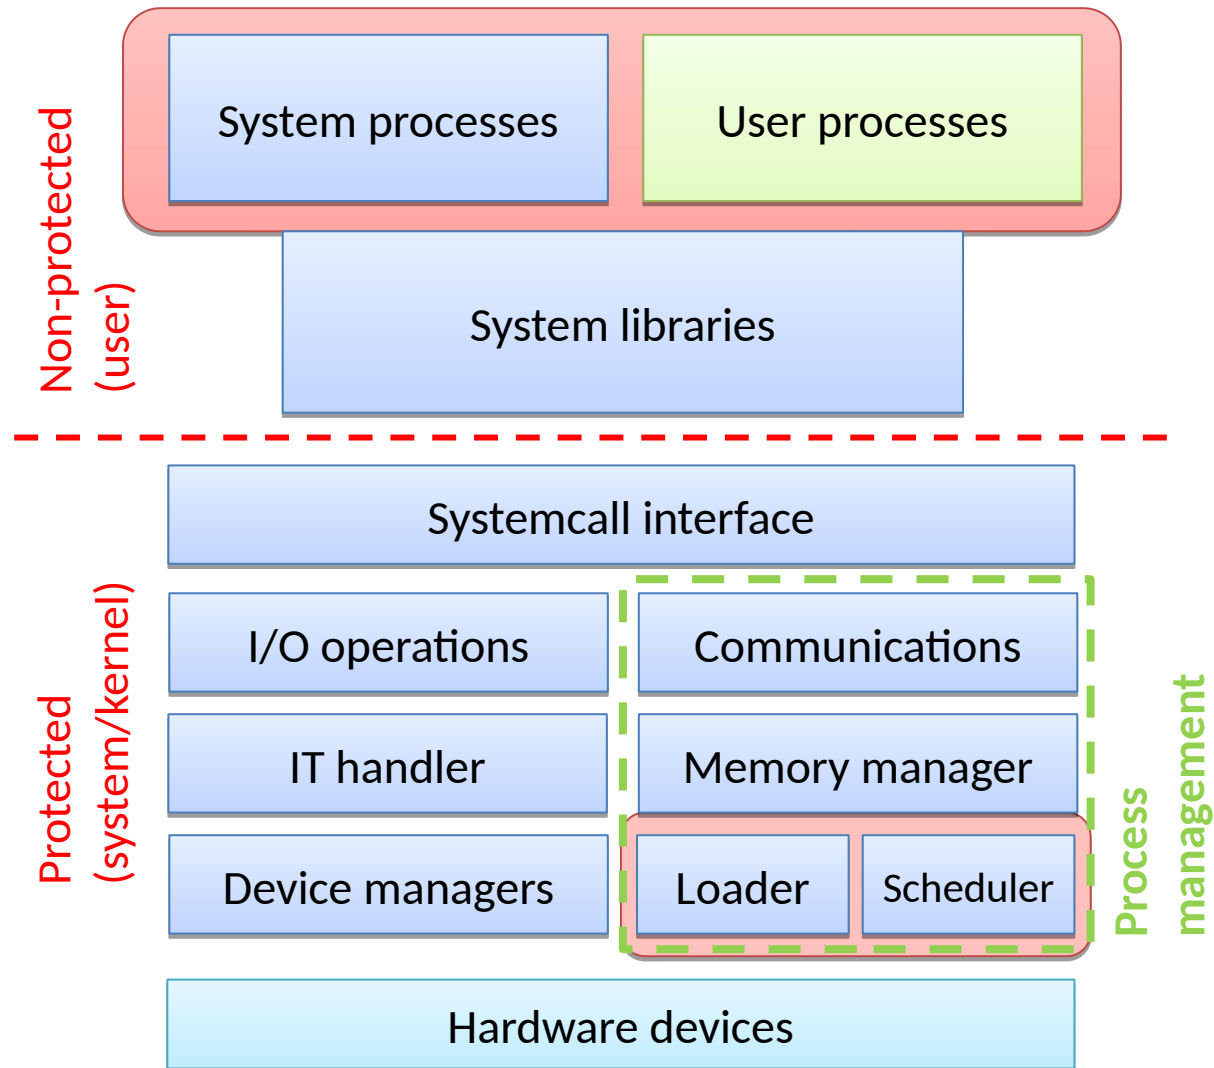 System processes
User processes
Non-protected
(user)
System libraries
Systemcall interface
Protected
(system/kernel)
I/O operations
Communications
IT handler
Memory manager
Device managers
Loader
Scheduler
Process
management
Hardware devices